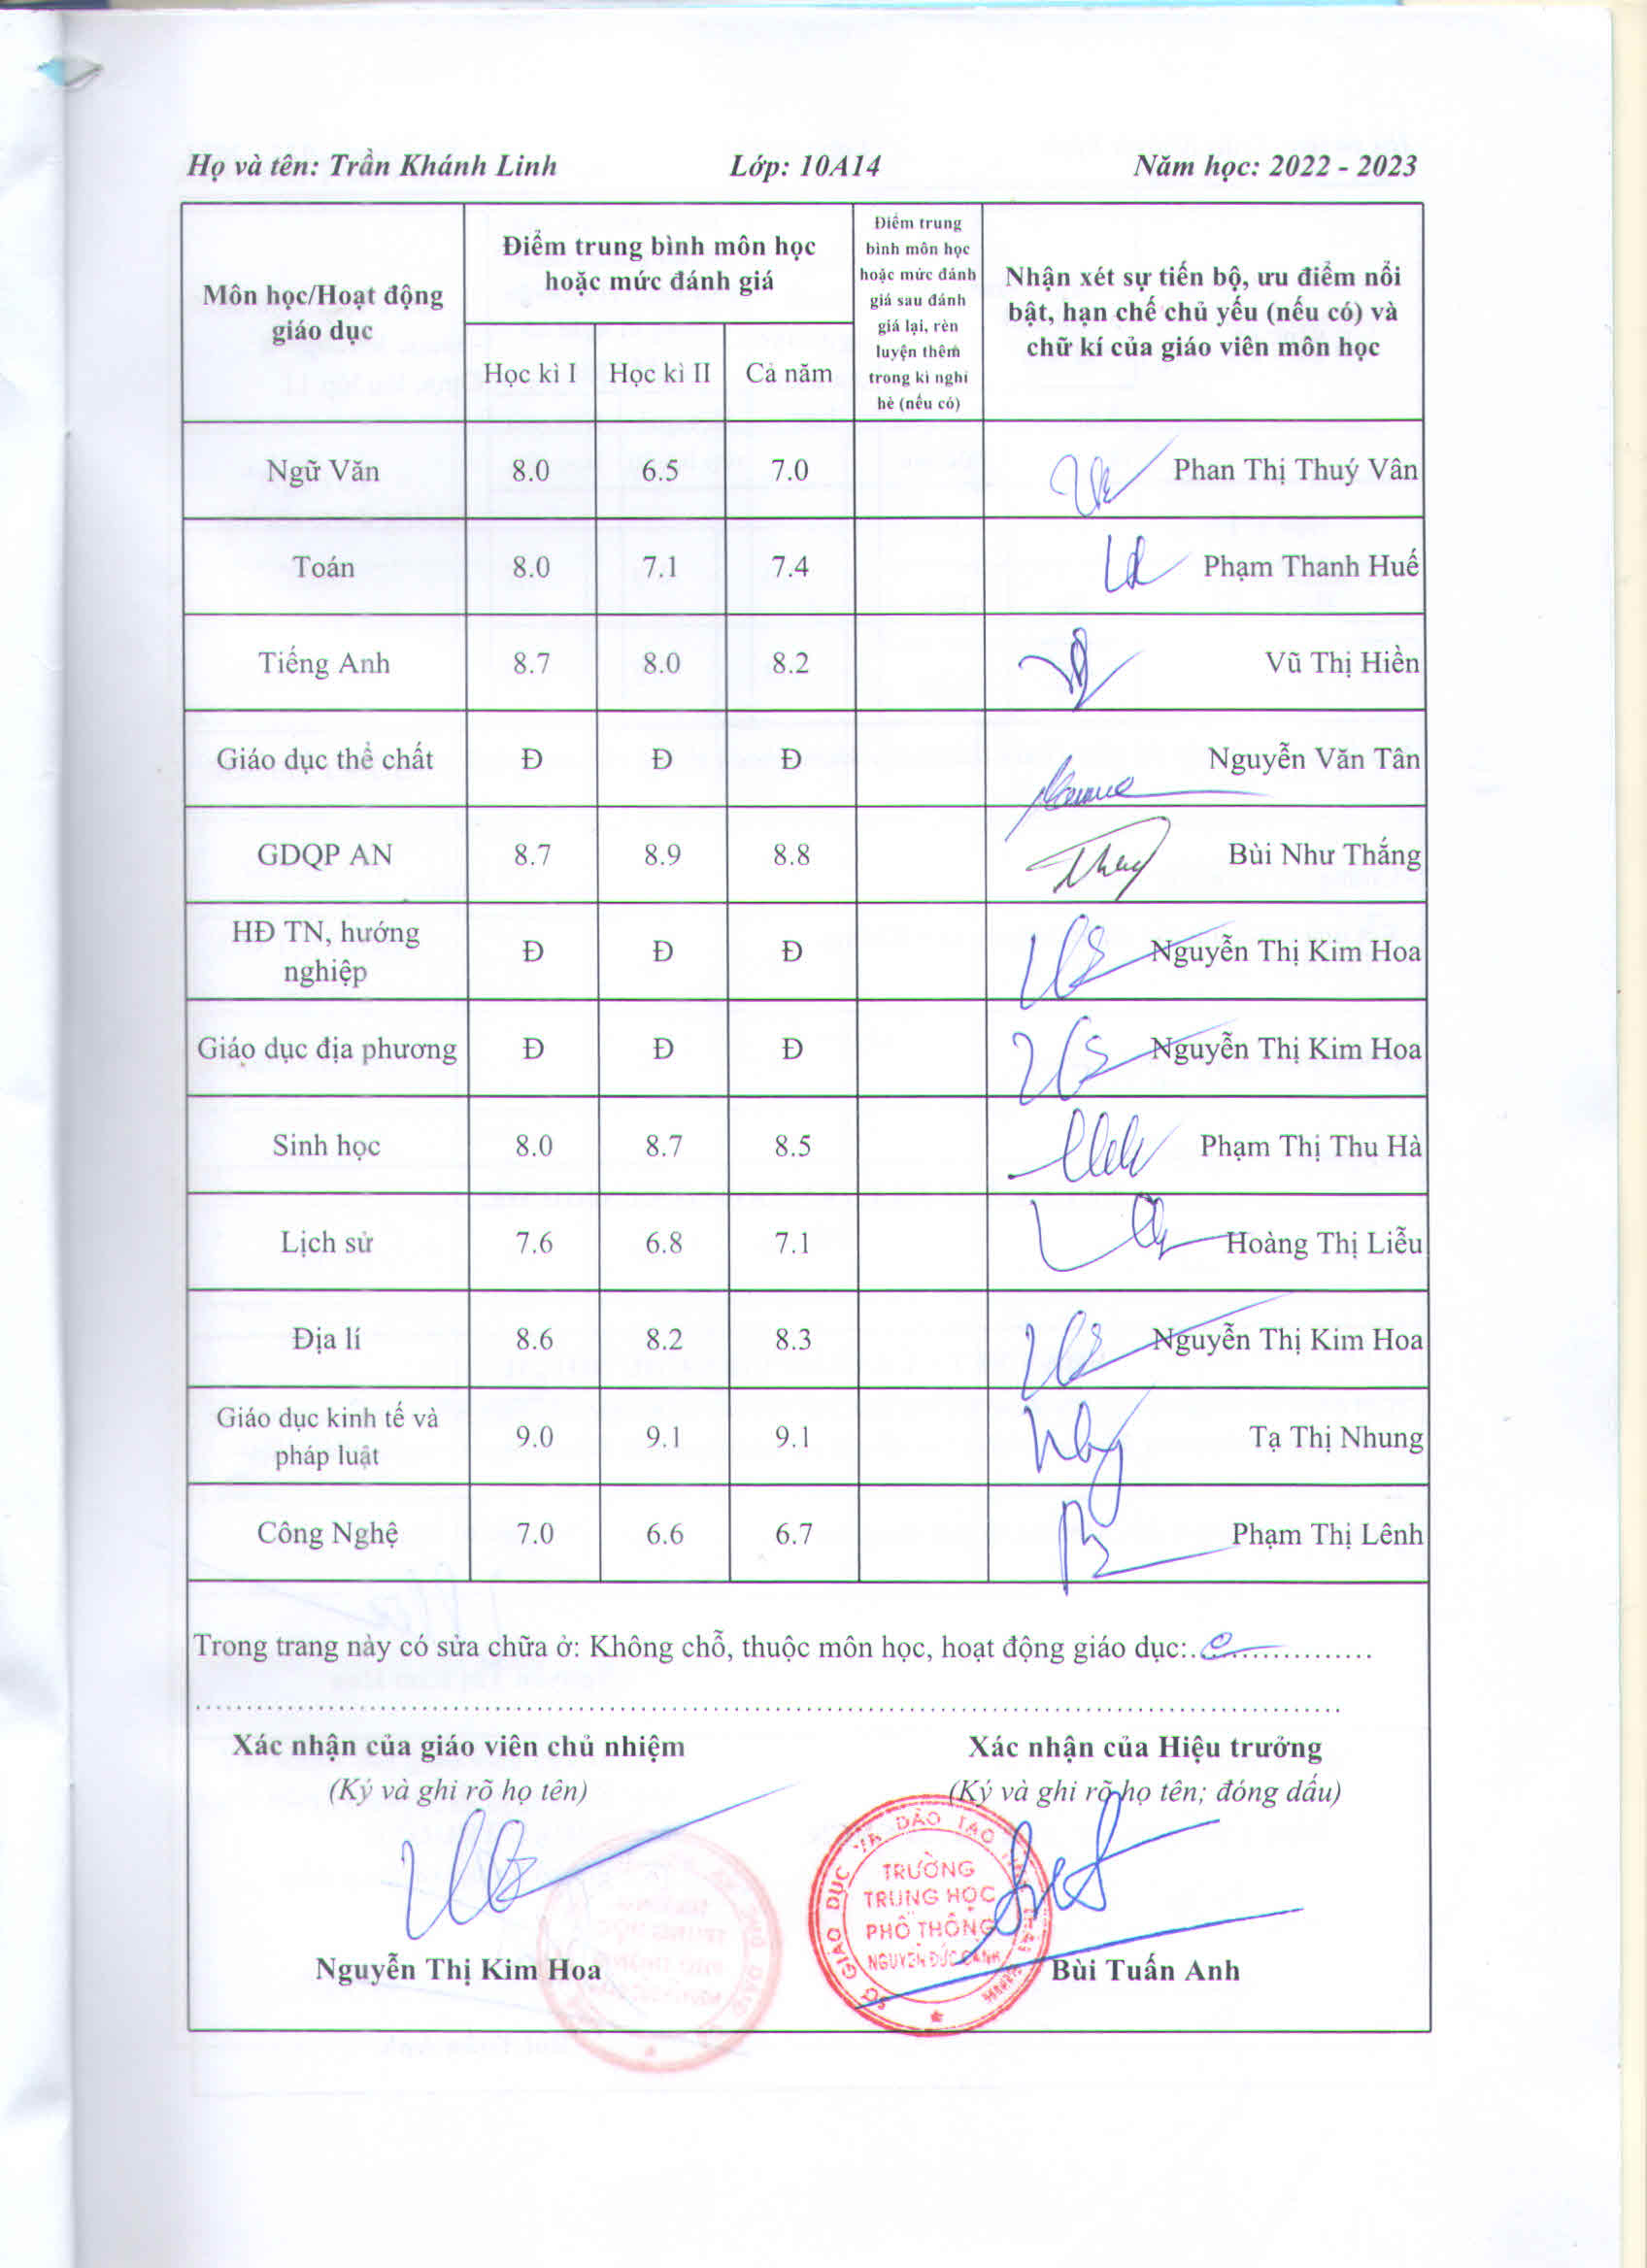 Họ và tên: Trần Khánh Linh Lớp: 10A14 Năm học: 2022 - 2023
Môn học/Hoạt động
giáo dục
Điểm trung bình môn học
hoặc mức đánh giá
Học kì I Học kì II Cả năm
Điểm trung
bình môn học
hoặc mức đánh
giá sau đánh
giá lại, rèn
luyện thêm
trong kì nghỉ
hè (nếu có)
Nhận xét sự tiến bộ, ưu điểm nổi
bật, hạn chế chủ yếu (nếu có) và
chữ kí của giáo viên môn học
Ngữ Văn 8.0 6.5 7.0 Phan Thị Thuý Vân
Toán 8.0 7.1 7.4 Phạm Thanh Huế
Tiếng Anh 8.7 8.0 8.2 Vũ Thị Hiền
Giáo dục thể chất Đ Đ Đ Nguyễn Văn Tân
GDQP AN 8.7 8.9 8.8 Bùi Như Thắng
HĐ TN, hướng
nghiệp Đ Đ Đ Nguyễn Thị Kim Hoa
Giáo dục địa phương Đ Đ Đ Nguyễn Thị Kim Hoa
Sinh học 8.0 8.7 8.5 Phạm Thị Thu Hà
Lịch sử 7.6 6.8 7.1 Hoàng Thị Liễu
Địa lí 8.6 8.2 8.3 Nguyễn Thị Kim Hoa
Giáo dục kinh tế và
pháp luật 9.0 9.1 9.1 Tạ Thị Nhung
Công Nghệ 7.0 6.6 6.7 Phạm Thị Lênh
Trong trang này có sửa chữa ở: Không chỗ, thuộc môn học, hoạt động giáo dục:
Xác nhận của giáo viên chủ nhiệm Xác nhận của Hiệu trưởng
(Ký và ghi rõ họ tên) (Ký và ghi rõ họ tên; đóng dấu)
SỞ GIÁO DỤC VÀ ĐÀO TẠO
TRƯỜNG
TRUNG HỌC
PHỔ THÔNG
NGUYỄN ĐỨC CẢNH
Nguyễn Thị Kim Hoa Bùi Tuấn Anh